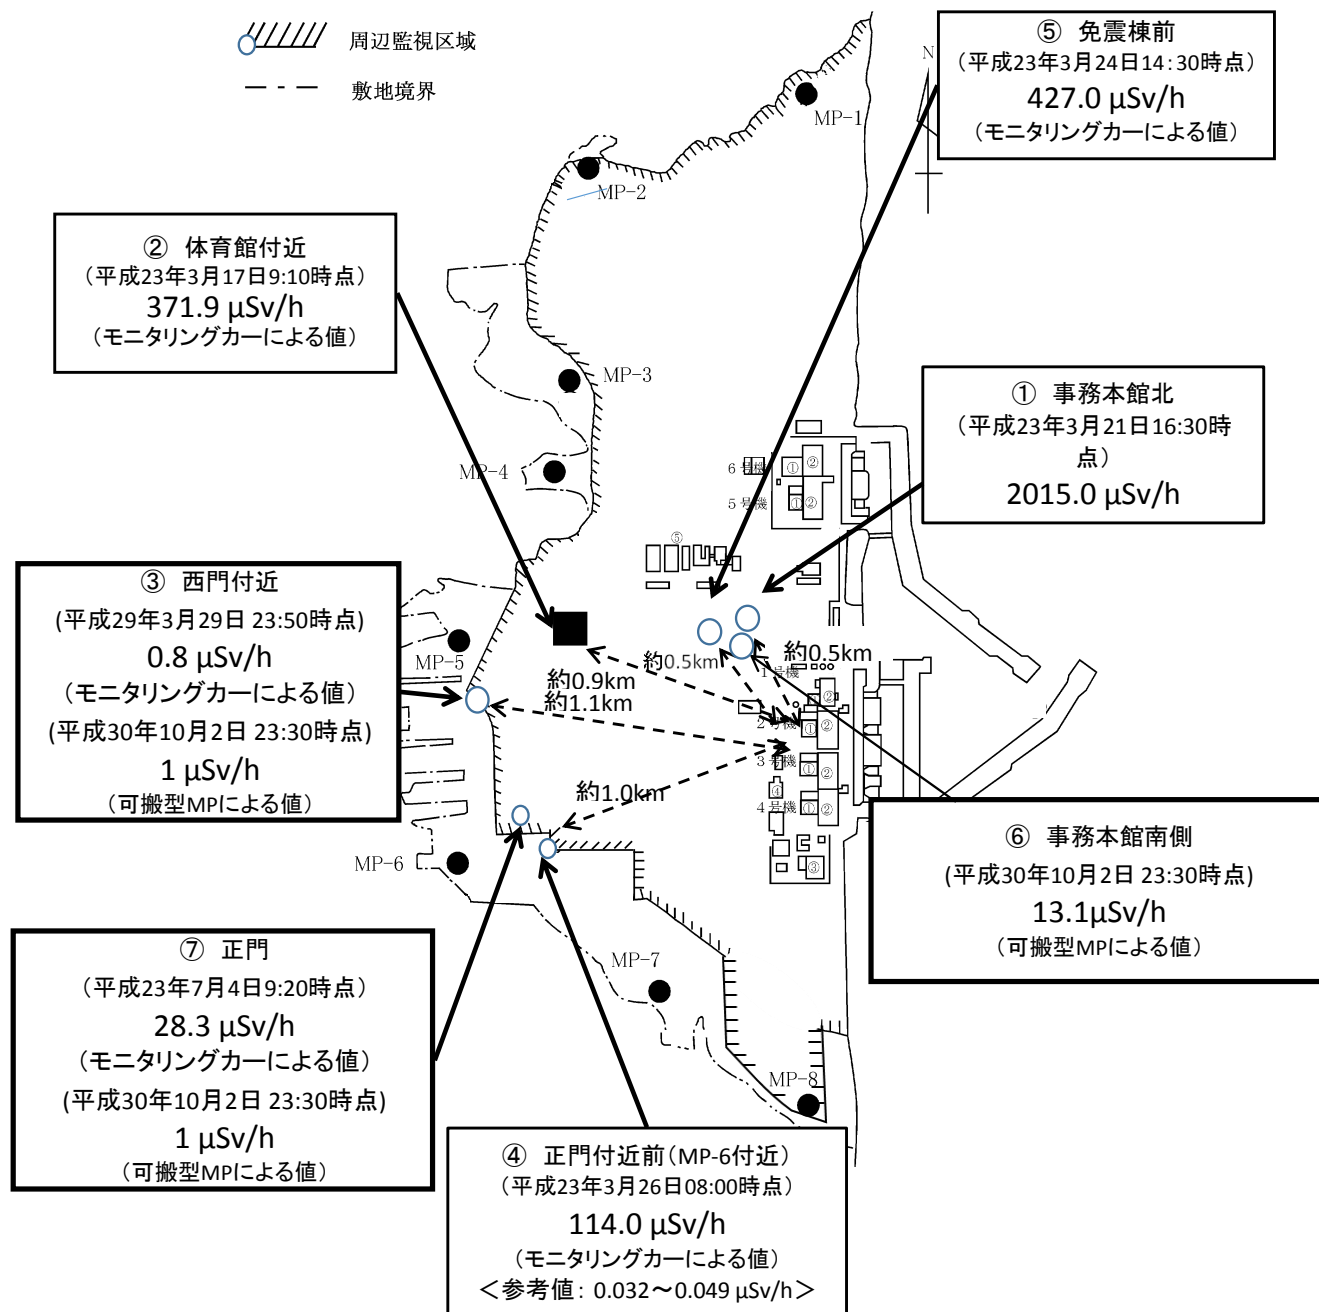 周辺監視区域
敷地境界
⑤ 免震棟前
（平成23年3月24日14：30時点）
427.0 µSv/h
（モニタリングカーによる値）
N
MP-1
MP-2
② 体育館付近
（平成23年3月17日9:10時点）
371.9 µSv/h
（モニタリングカーによる値）
MP-3
MP-4
① 事務本館北
（平成23年3月21日16:30時
点）
2015.0 µSv/h
6号機
①
②
5号機
①
②
⑤
③ 西門付近
(平成29年3月29日 23:50時点)
0.8 µSv/h
（モニタリングカーによる値）
(平成30年10月2日 23:30時点)
1 µSv/h
（可搬型MPによる値）
MP-5
約0.5km
約0.5km
約0.9km
約1.1km
1号機
②
2号機
①
②
3号機
①
②
④
4号機
①
②
③
約1.0km
MP-6
⑥ 事務本館南側
(平成30年10月2日 23:30時点)
13.1µSv/h
（可搬型MPによる値）
⑦ 正門
（平成23年7月4日9:20時点）
28.3 µSv/h
（モニタリングカーによる値）
(平成30年10月2日 23:30時点)
1 µSv/h
（可搬型MPによる値）
MP-7
MP-8
④ 正門付近前（MP-6付近）
（平成23年3月26日08:00時点）
114.0 µSv/h
（モニタリングカーによる値）
＜参考値：0.032～0.049 µSv/h＞